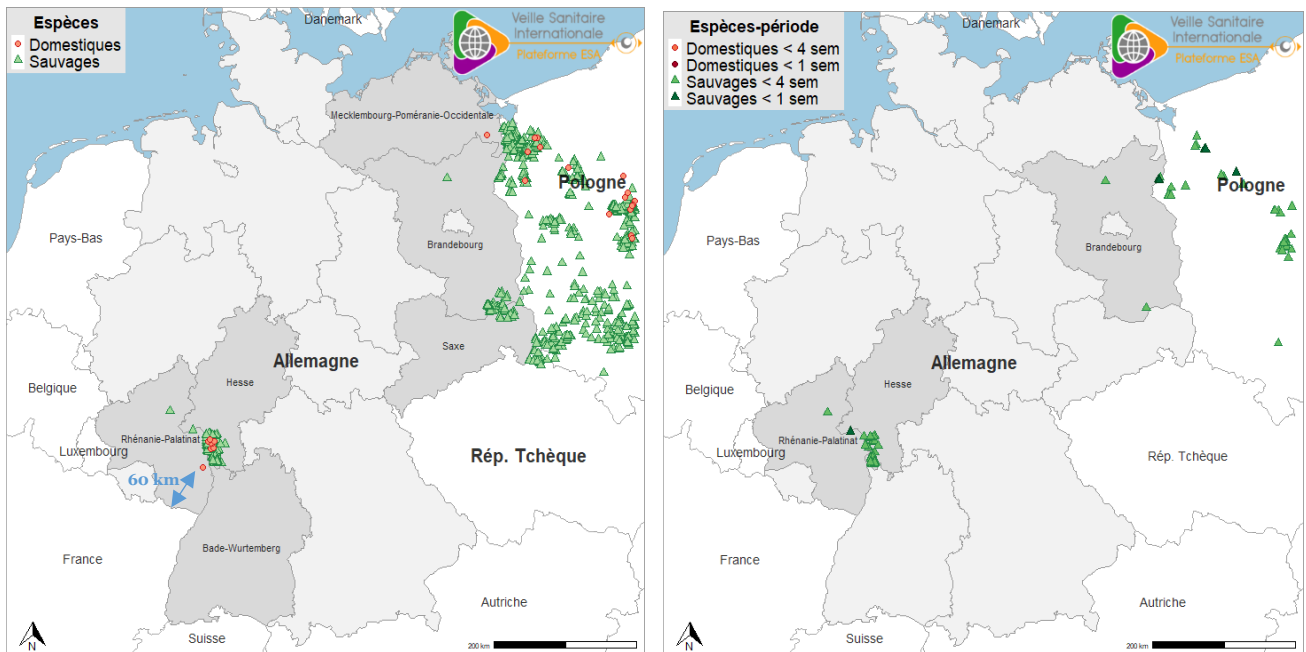 Espèces
Domestiques
Sauvages
Danemark
Veille Sanitaire
Internationale
Plateforme ESA
Mecklembourg-Poméranie-Occidentale
Pologne
Pays-Bas
Brandebourg
Allemagne
Saxe
Hesse
Belgique
Rhénanie-Palatinat
Luxembourg
Rép. Tchèque
60 km
Bade-Wurtemberg
France
Autriche
Suisse
N
200 km
Espèces-période
Domestiques < 4 sem
Domestiques < 1 sem
Sauvages < 4 sem
Sauvages < 1 sem
Danemark
Veille Sanitaire
Internationale
Plateforme ESA
Pologne
Pays-Bas
Brandebourg
Allemagne
Hesse
Belgique
Rhénanie-Palatinat
Luxembourg
Rép. Tchèque
France
Autriche
Suisse
N
200 km